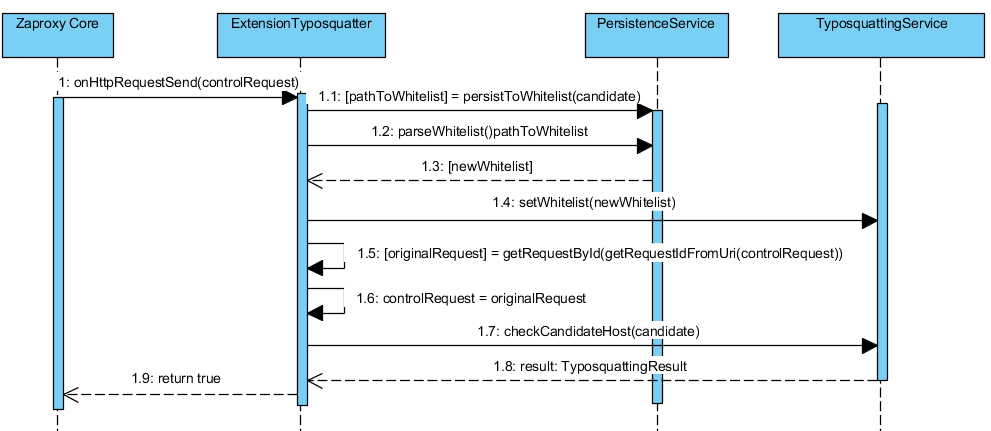 Zaproxy Core
ExtensionTyposquatter
PersistenceService
TyposquattingService
1: onHttpRequestSend(controlRequest)
1.1: [pathToWhitelist] = persistToWhitelist(candidate)
1.2: parseWhitelist()pathToWhitelist
1.3: [newWhitelist]
1.4: setWhitelist(newWhitelist)
1.5: [originalRequest] = getRequestById(getRequestIdFromUri(controlRequest))
1.6: controlRequest = originalRequest
1.7: checkCandidateHost(candidate)
1.8: result: TyposquattingResult
1.9: return true